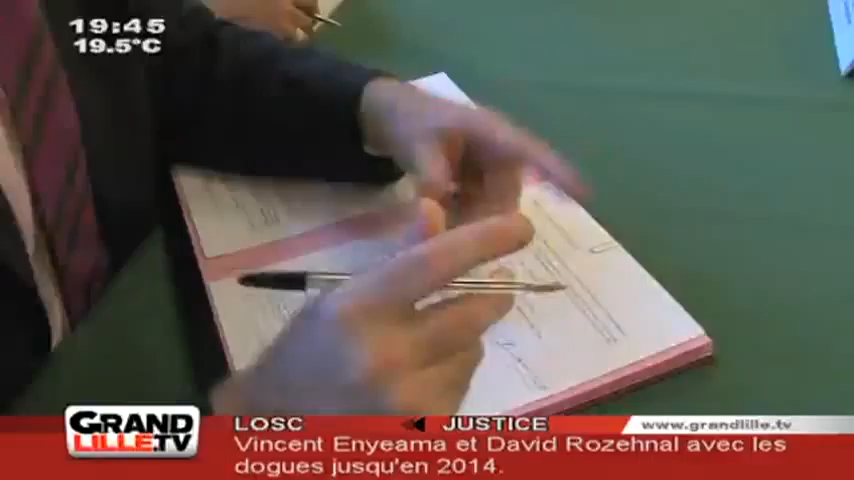 19:45
19.5°C
GRAND
LILLE.TV
LOSC
JUSTICE
www.grandlille.tv
Vincent Enyeama et David Rozehnal avec les
dogues jusqu'en 2014.